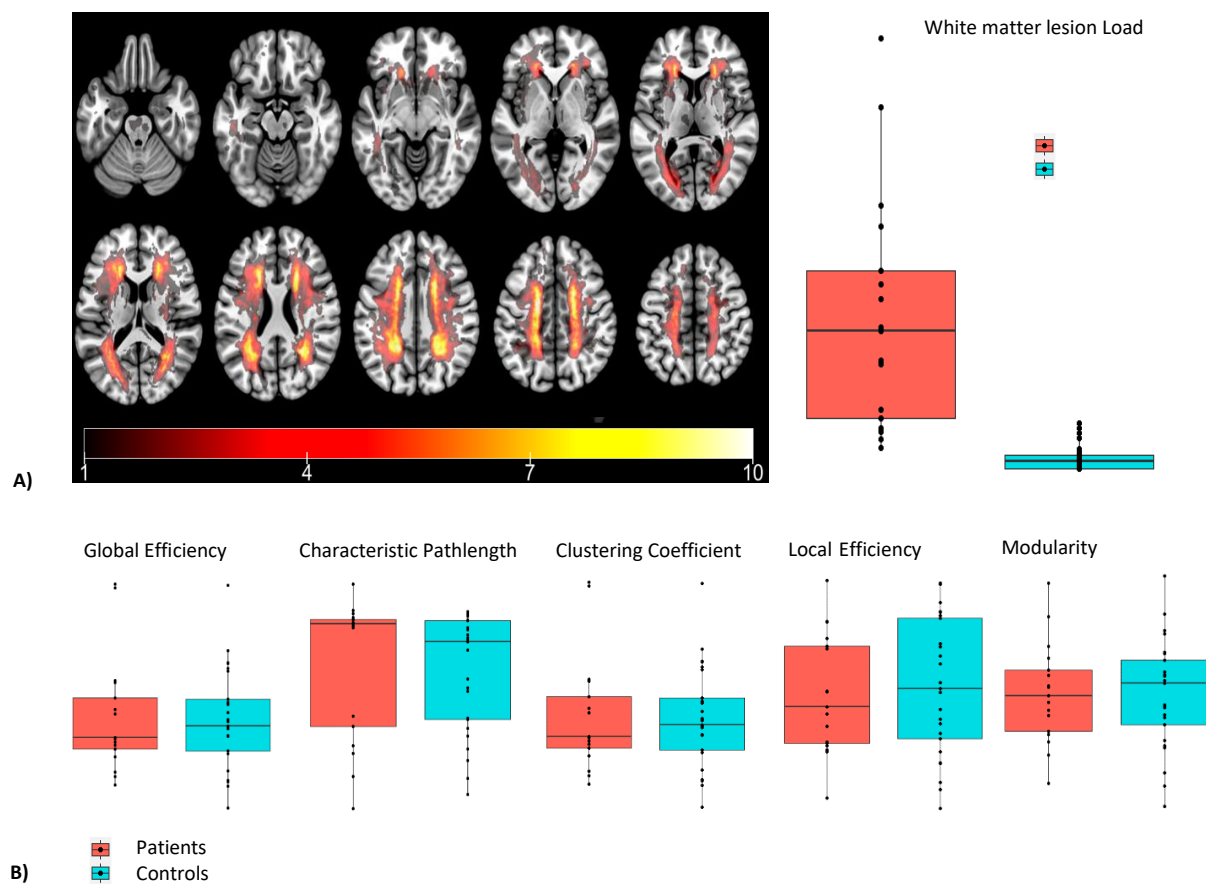 White matter lesion Load
1 4 7 10
A)
Global Efficiency Characteristic Pathlength Clustering Coefficient Local Efficiency Modularity
Patients
Controls
B)